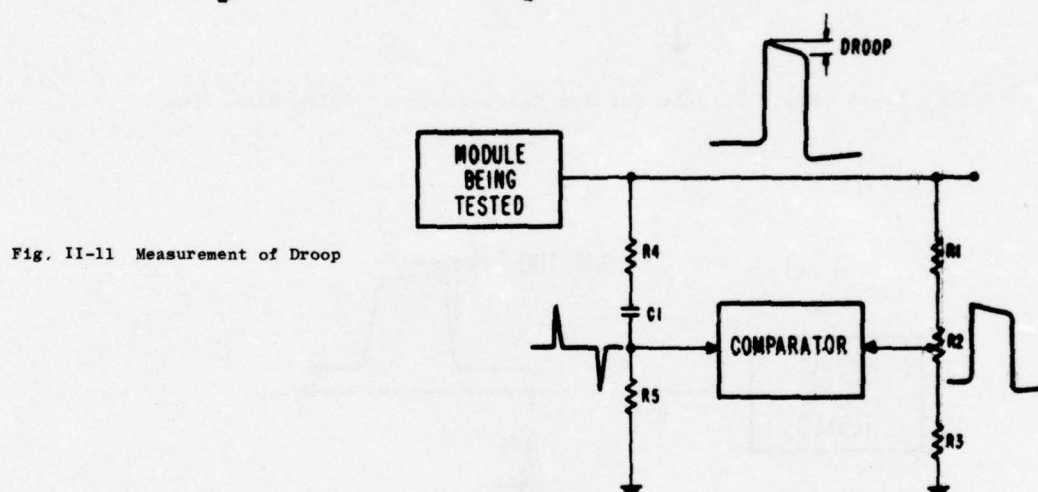 DROOP
MODULE
BEING
TESTED
Fig. II-11 Measurement of Droop
R4
R1
C1
COMPARATOR
R2
R5
R3